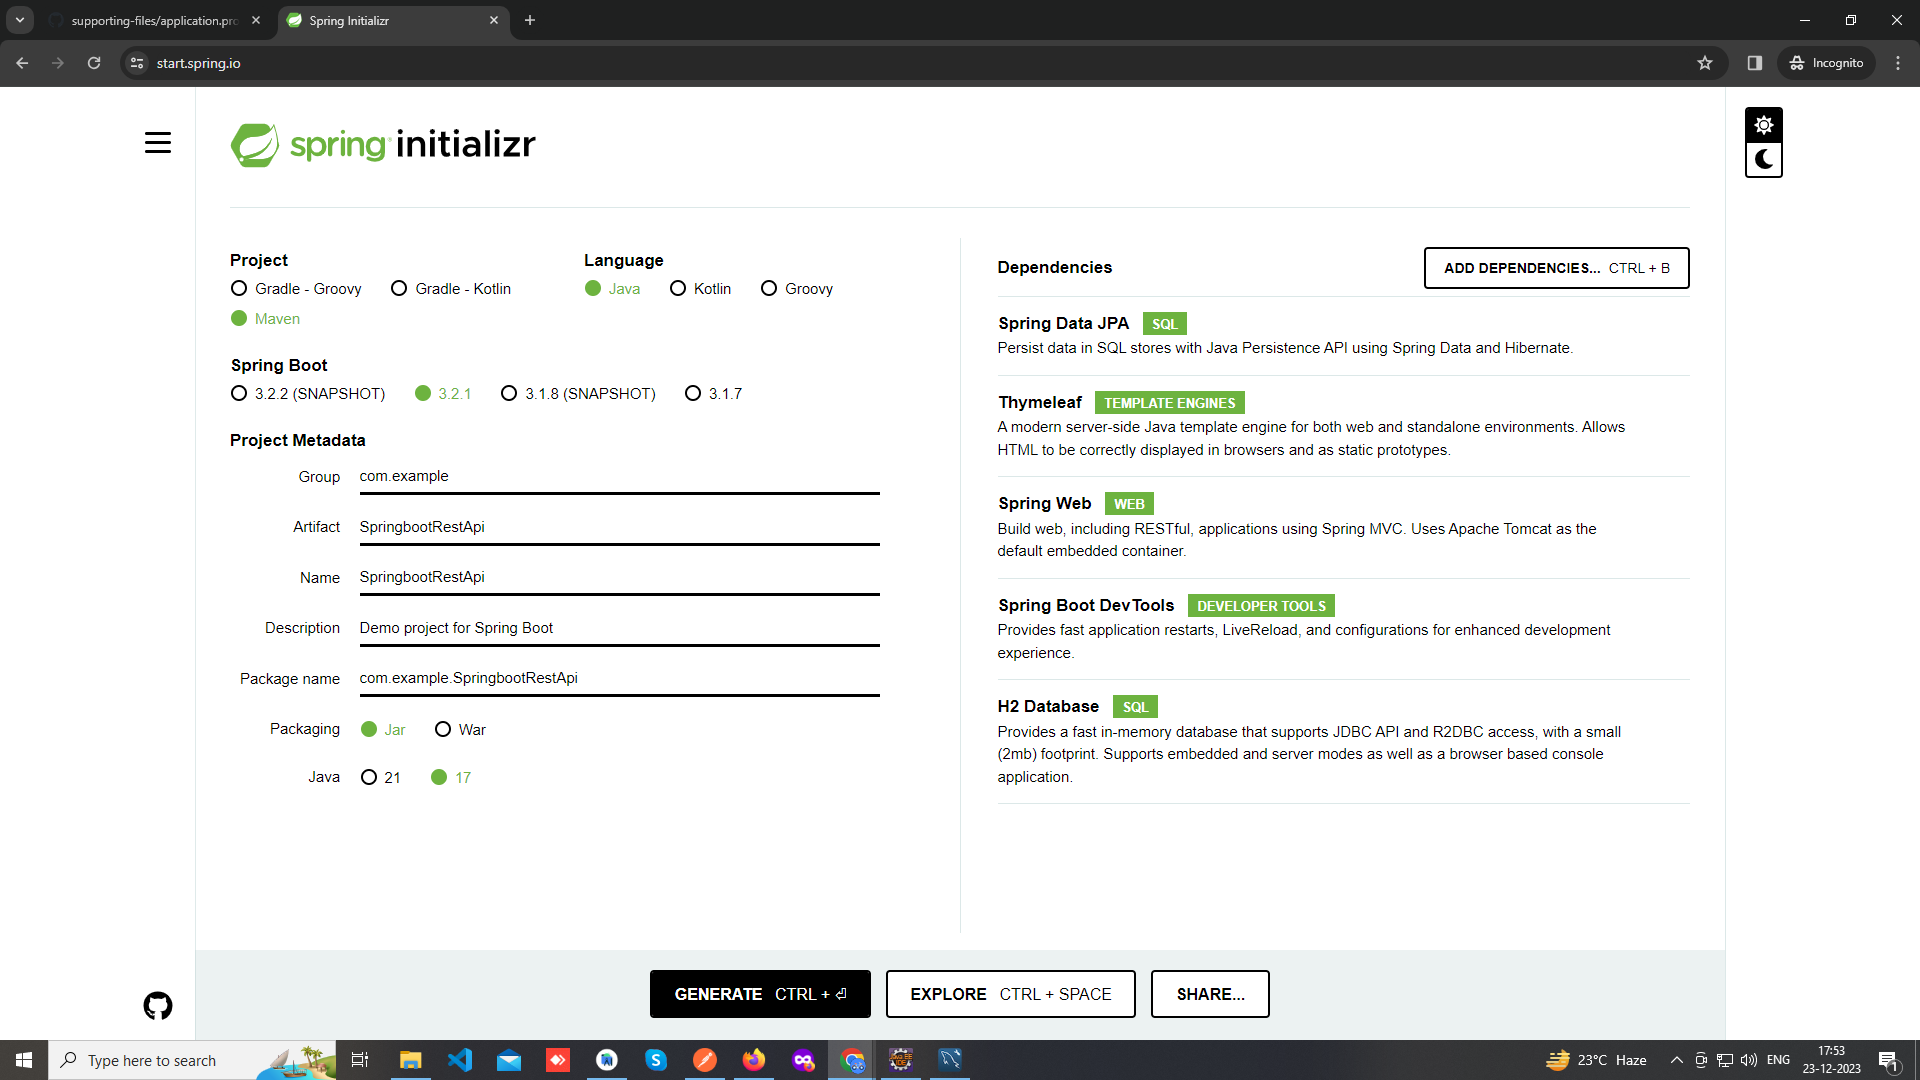 supporting-files/application.pro
Spring Initializr
start.spring.io
Incognito
spring initializr
Project
Gradle - Groovy
Gradle - Kotlin
Maven
Language
Java
Kotlin
Groovy
Spring Boot
3.2.2 (SNAPSHOT)
3.2.1
3.1.8 (SNAPSHOT)
3.1.7
Project Metadata
Group com.example
Artifact SpringbootRestApi
Name SpringbootRestApi
Description Demo project for Spring Boot
Package name com.example.SpringbootRestApi
Packaging Jar War
Java 21 17
Dependencies
ADD DEPENDENCIES... CTRL + B
Spring Data JPA SQL
Persist data in SQL stores with Java Persistence API using Spring Data and Hibernate.
Thymeleaf TEMPLATE ENGINES
A modern server-side Java template engine for both web and standalone environments. Allows
HTML to be correctly displayed in browsers and as static prototypes.
Spring Web WEB
Build web, including RESTful, applications using Spring MVC. Uses Apache Tomcat as the
default embedded container.
Spring Boot DevTools DEVELOPER TOOLS
Provides fast application restarts, LiveReload, and configurations for enhanced development
experience.
H2 Database SQL
Provides a fast in-memory database that supports JDBC API and R2DBC access, with a small
(2mb) footprint. Supports embedded and server modes as well as a browser based console
application.
GENERATE CTRL + ⏎
EXPLORE CTRL + SPACE
SHARE...
Type here to search
23°C Haze
ENG
17:53
23-12-2023
1